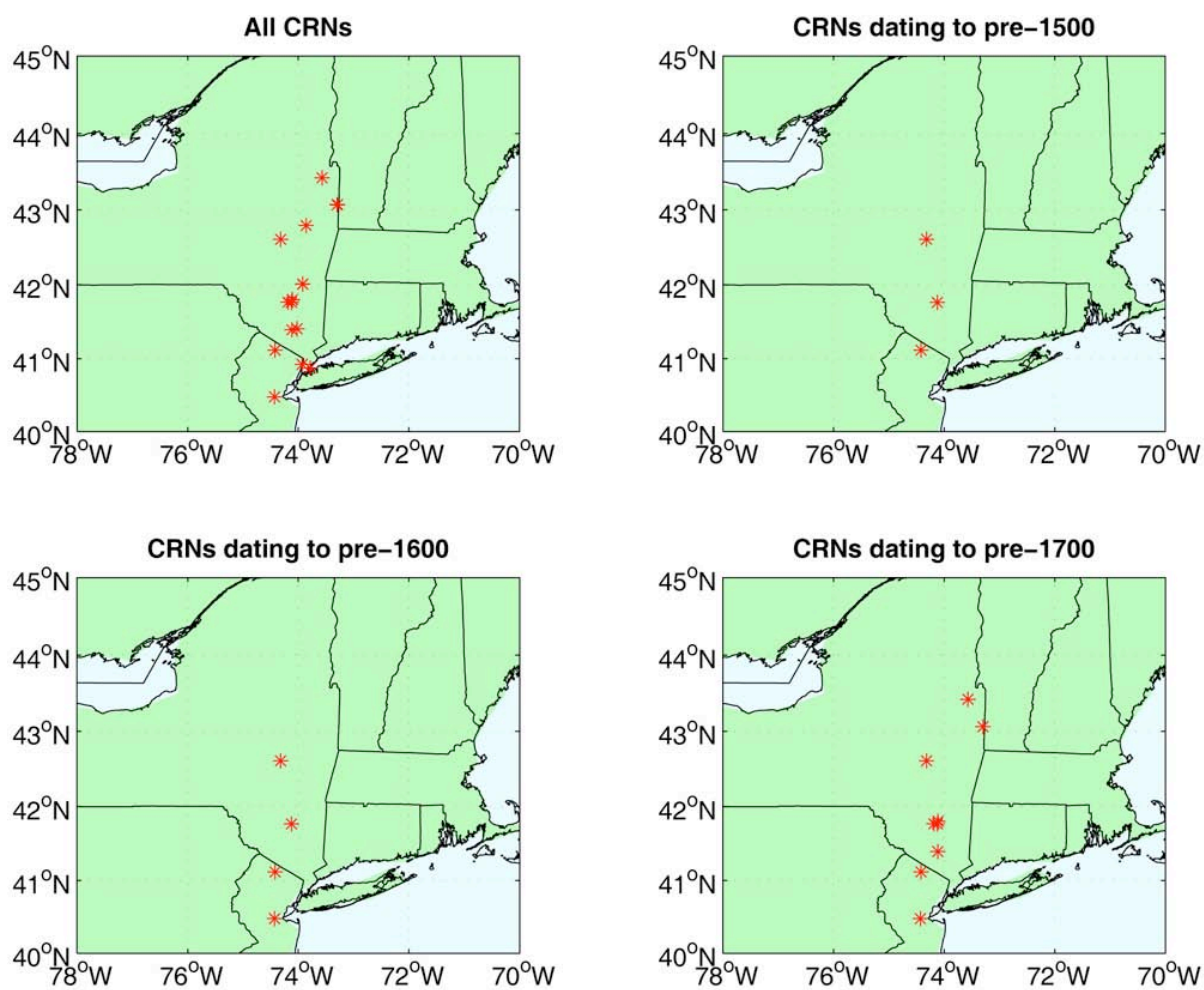 All CRNs
45°N
44°N
43°N
42°N
41°N
40°N
78°W 76°W 74°W 72°W 70°W
CRNs dating to pre−1500
45°N
44°N
43°N
42°N
41°N
40°N
78°W 76°W 74°W 72°W 70°W
CRNs dating to pre−1600
45°N
44°N
43°N
42°N
41°N
40°N
78°W 76°W 74°W 72°W 70°W
CRNs dating to pre−1700
45°N
44°N
43°N
42°N
41°N
40°N
78°W 76°W 74°W 72°W 70°W